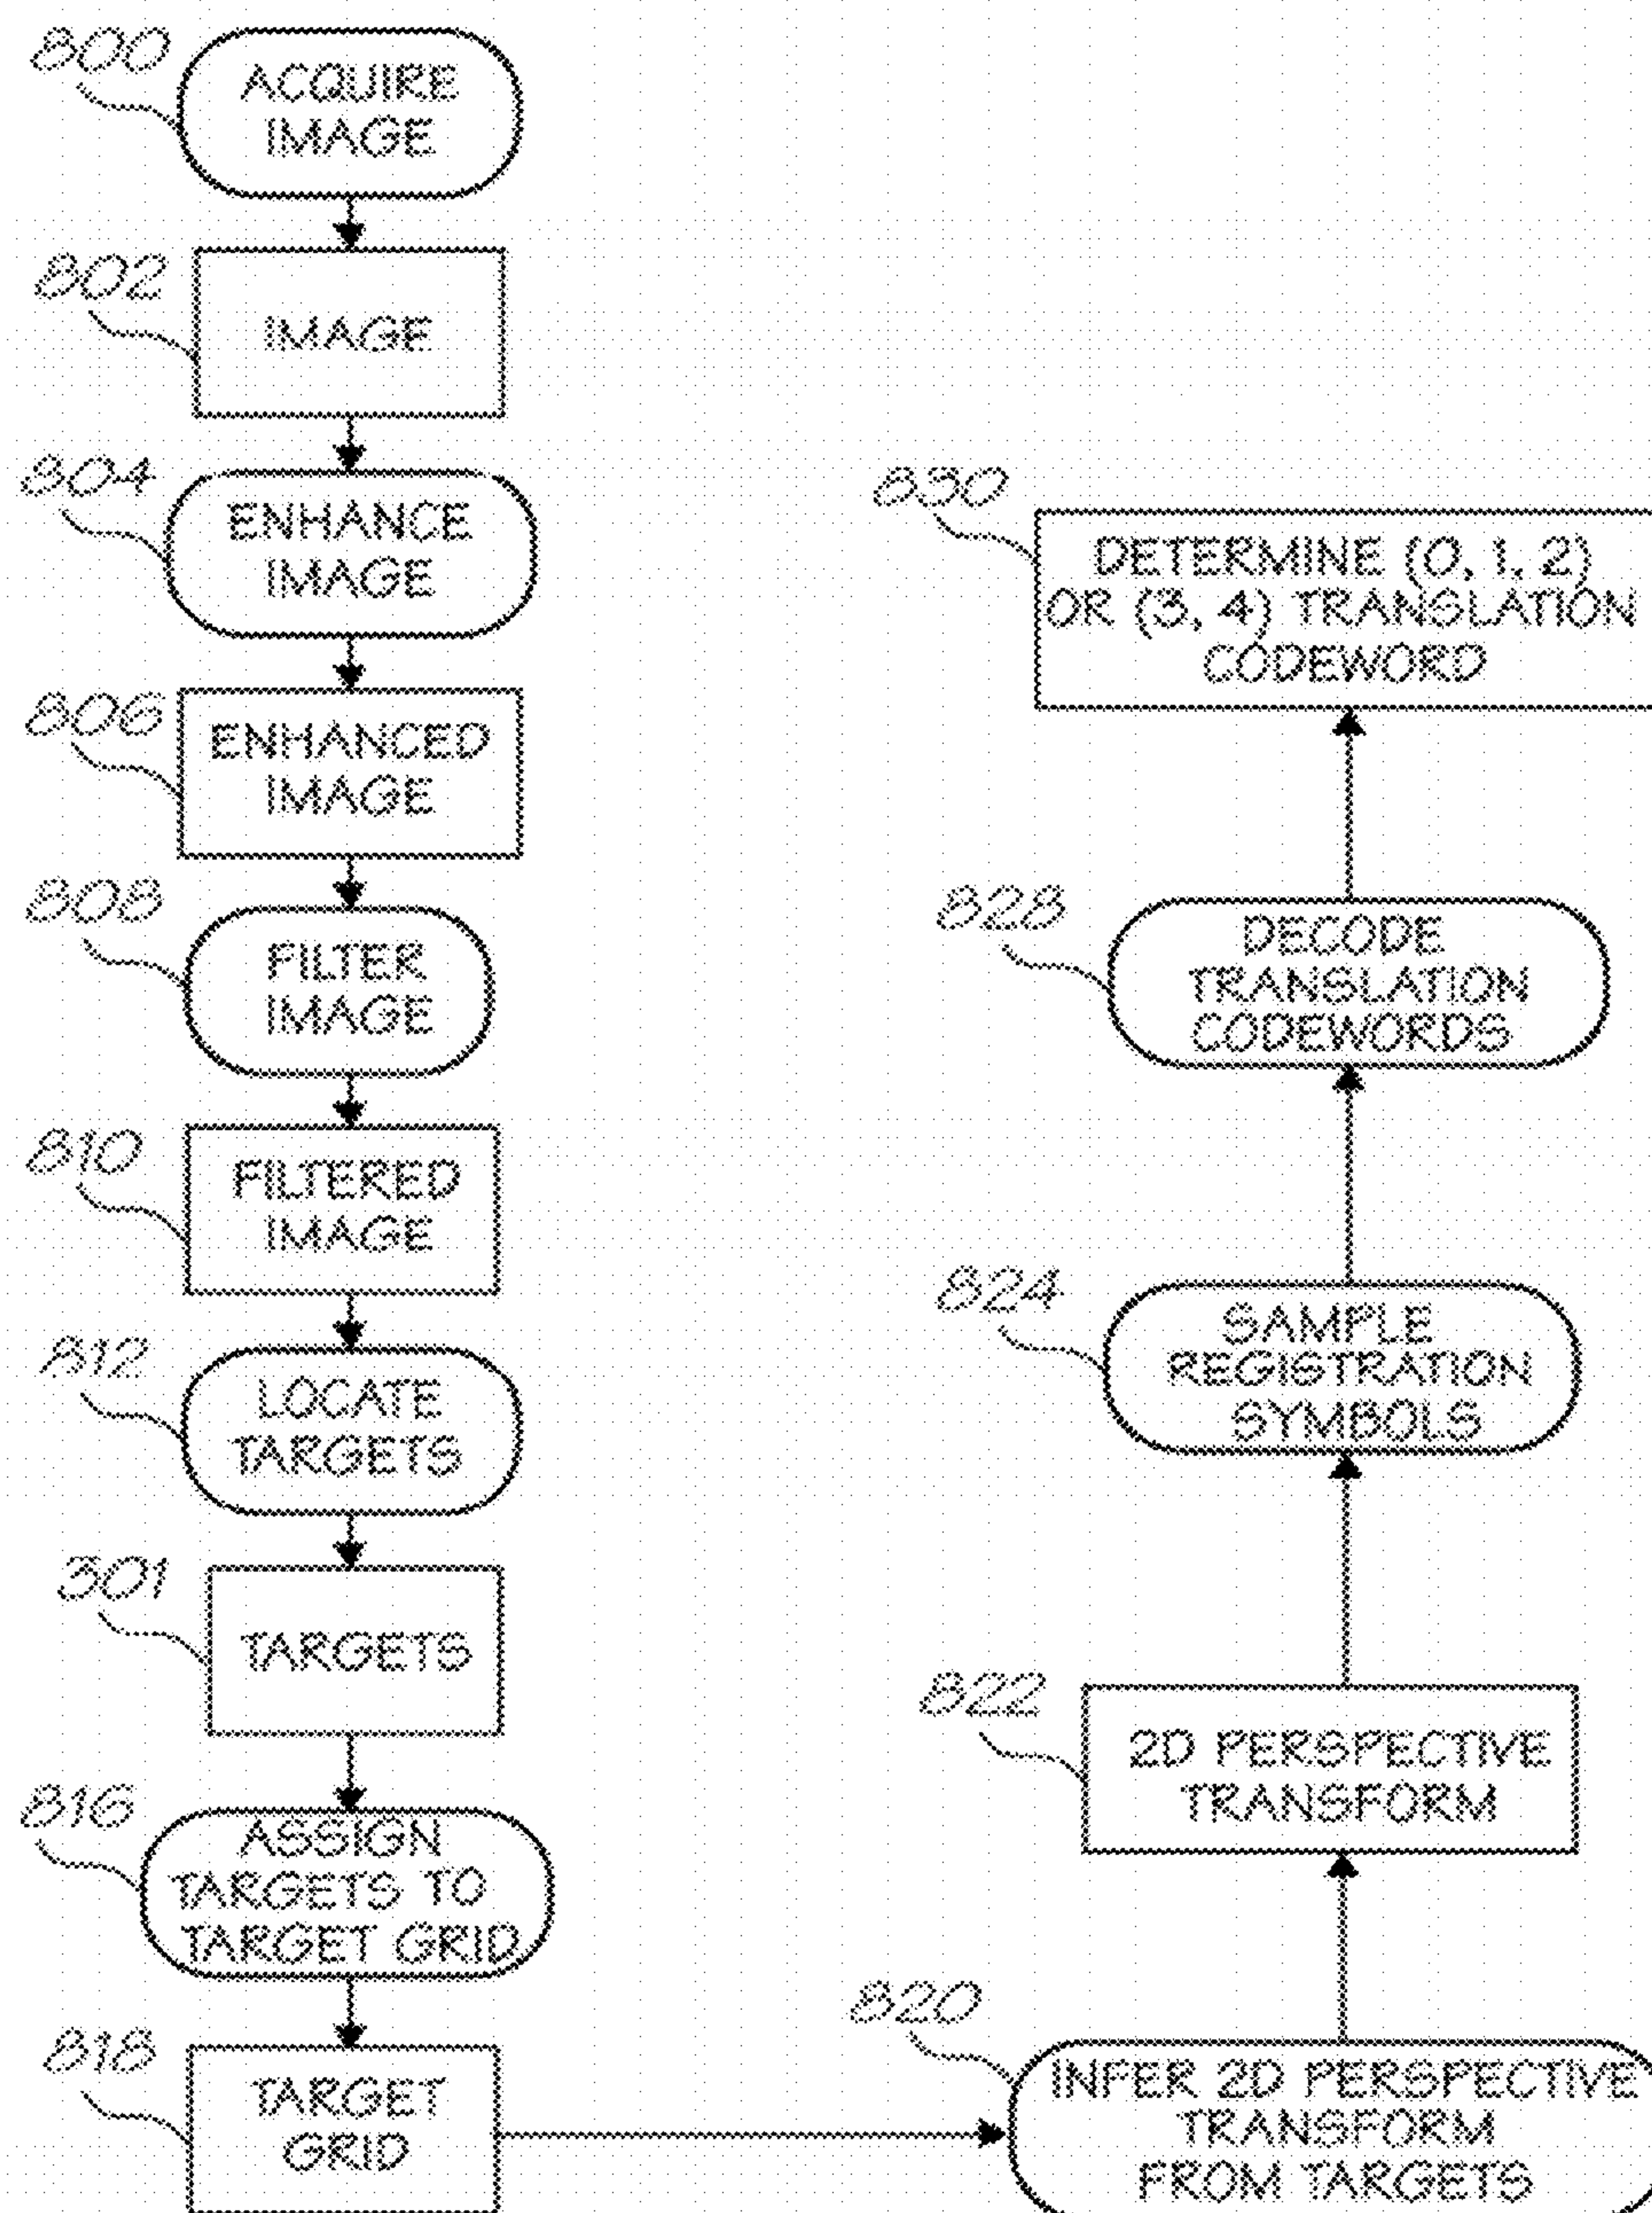 800
ACQUIRE
IMAGE
802
IMAGE
804
ENHANCE
IMAGE
806
ENHANCED
IMAGE
808
FILTER
IMAGE
810
FILTERED
IMAGE
812
LOCATE
TARGETS
301
TARGETS
816
ASSIGN
TARGETS TO
TARGET GRID
818
TARGET
GRID
820
INFER 2D PERSPECTIVE
TRANSFORM
FROM TARGETS
822
2D PERSPECTIVE
TRANSFORM
824
SAMPLE
REGISTRATION
SYMBOLS
828
DECODE
TRANSLATION
CODEWORDS
830
DETERMINE (0, 1, 2)
OR (3, 4) TRANSLATION
CODEWORD